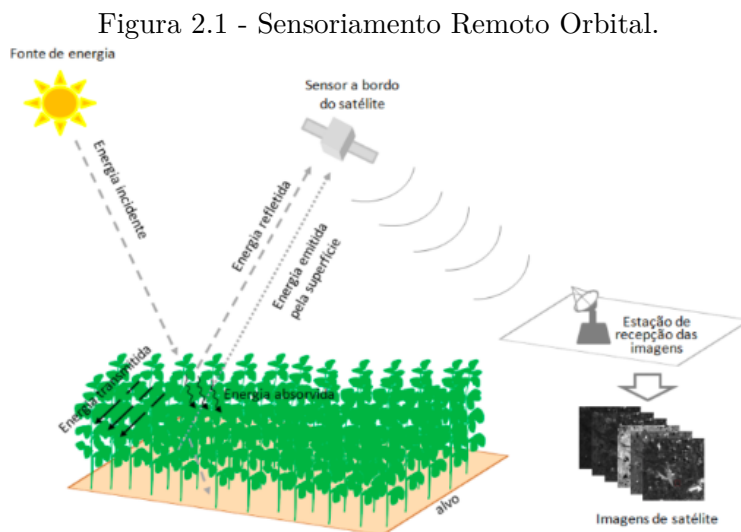 Figura 2.1 - Sensoriamento Remoto Orbital.
Fonte de energia
Sensor a bordo
do satélite
Energia incidente
Energia refletida
Energia emitida
pela superfície
Energia transmitida
Energia absorvida
alvo
Estação de
recepção das
imagens
Imagens de satélite